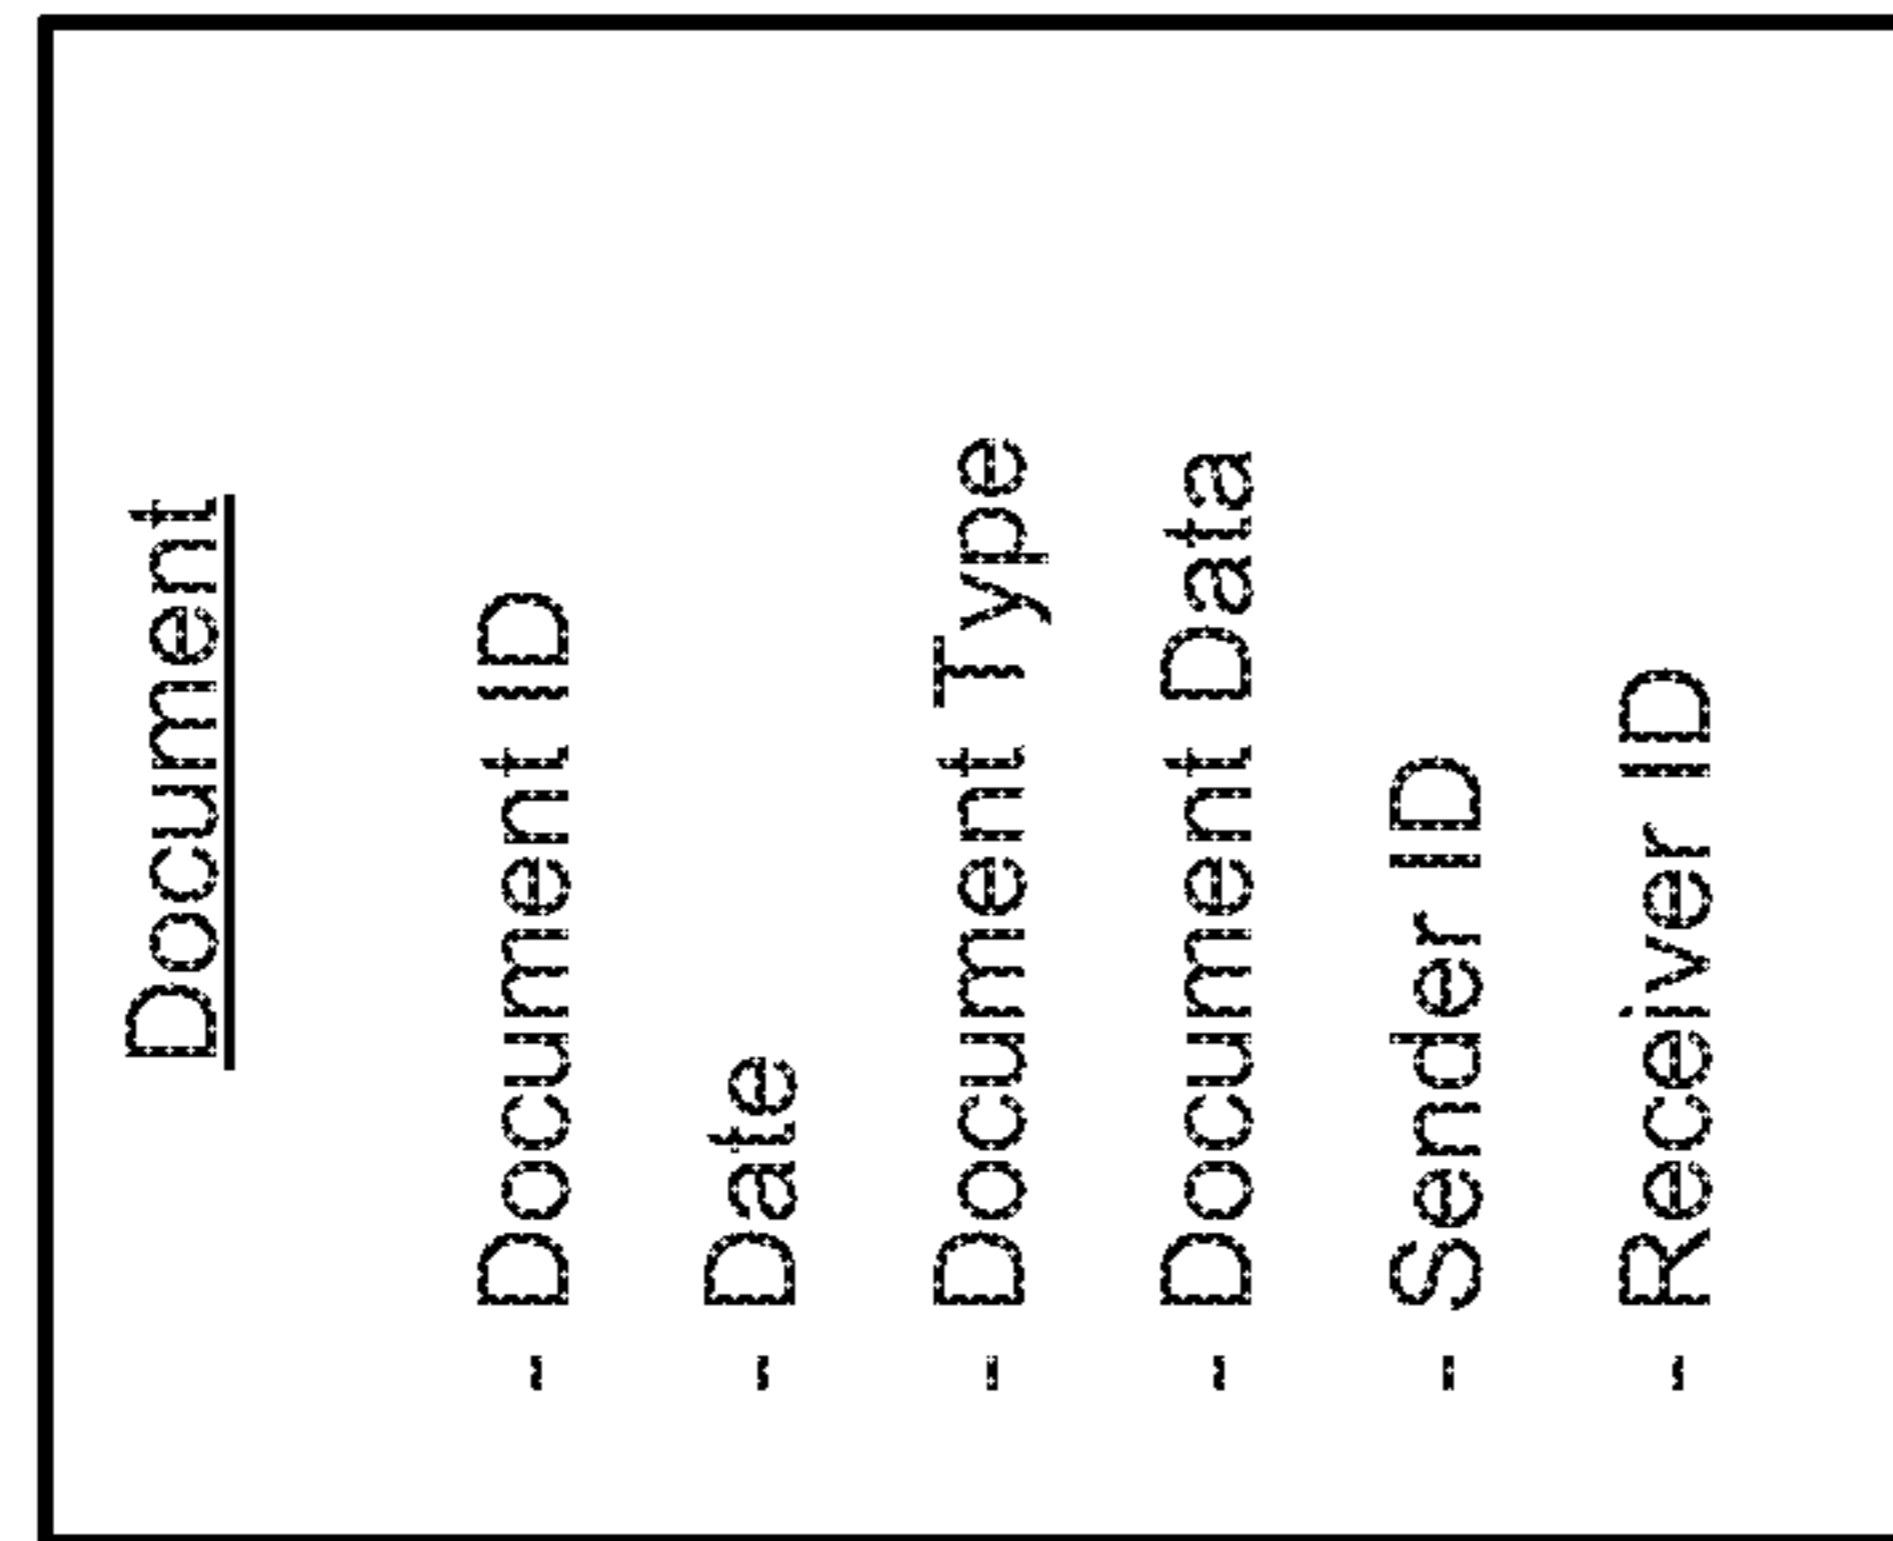 Document
- Document ID
- Date
- Document Type
- Document Data
- Sender ID
- Receiver ID